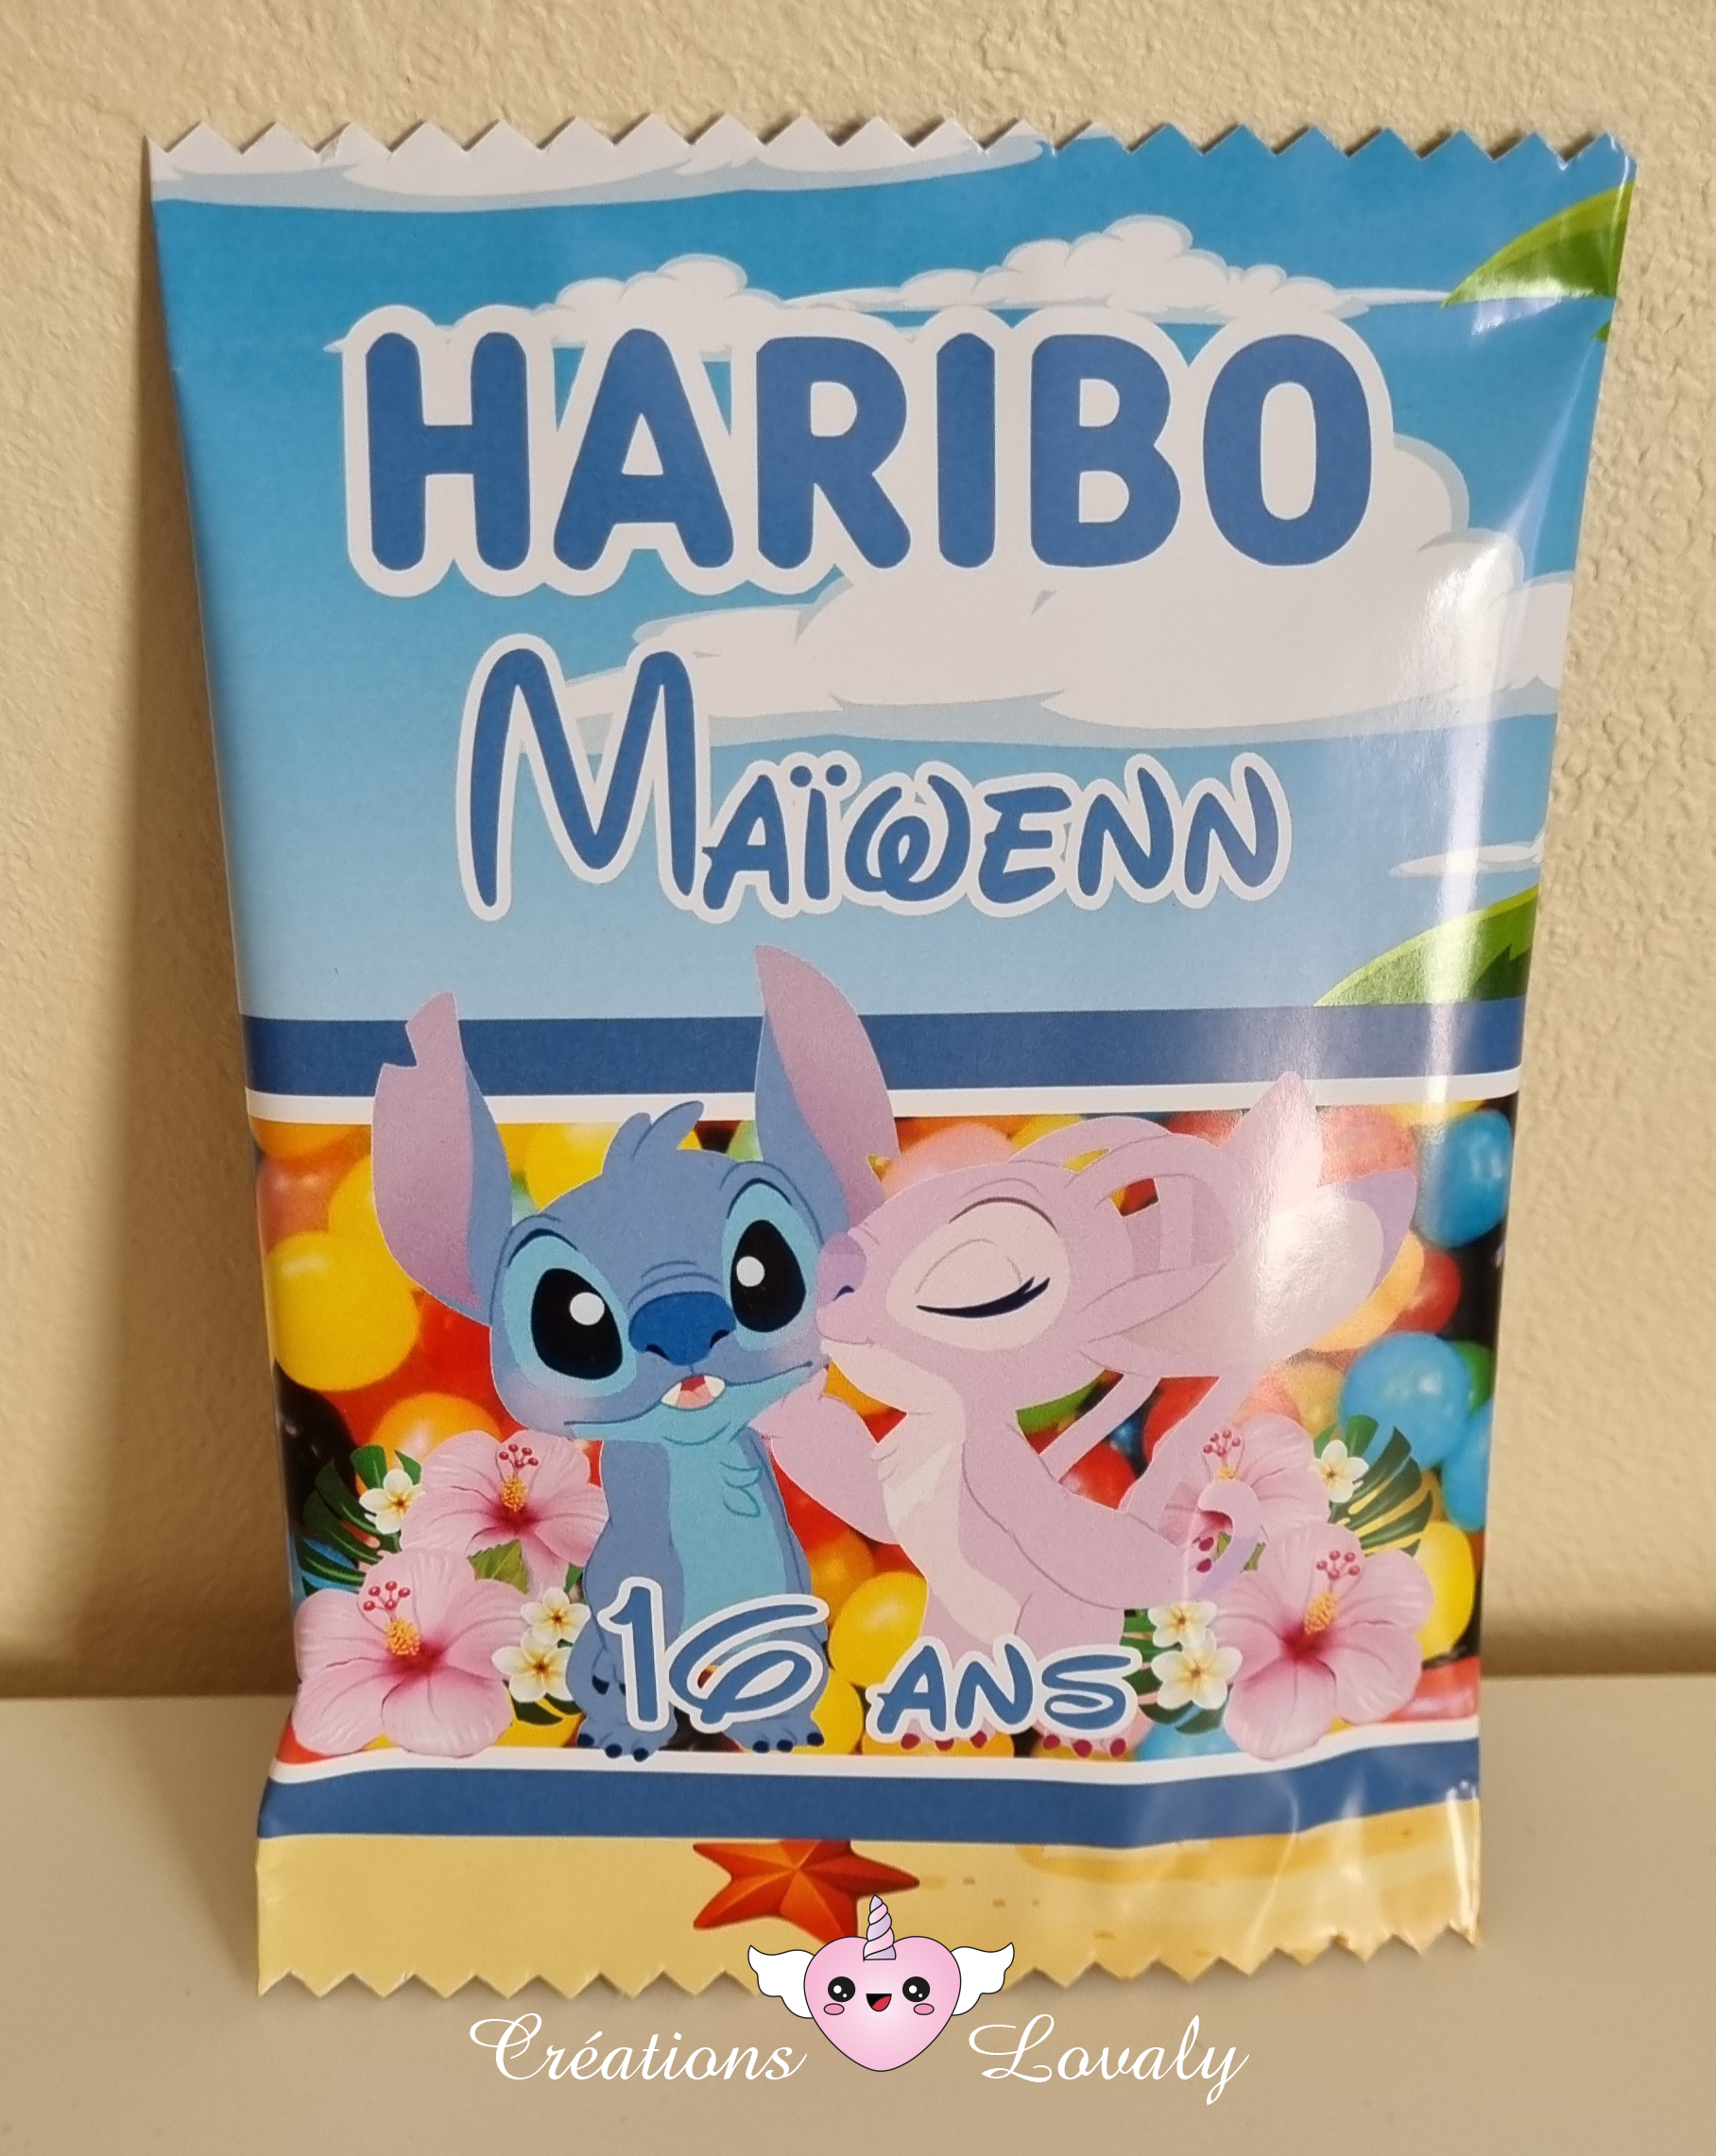 HARIBO
Maïwenn
16 ANS
Créations Lovaly